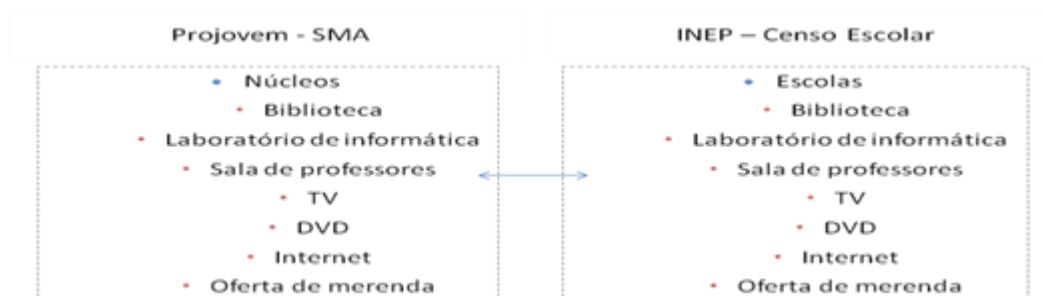 Projovem - SMA
• Núcleos
• Biblioteca
• Laboratório de informática
• Sala de professores
• TV
• DVD
• Internet
• Oferta de merenda
INEP – Censo Escolar
• Escolas
• Biblioteca
• Laboratório de informática
• Sala de professores
• TV
• DVD
• Internet
• Oferta de merenda